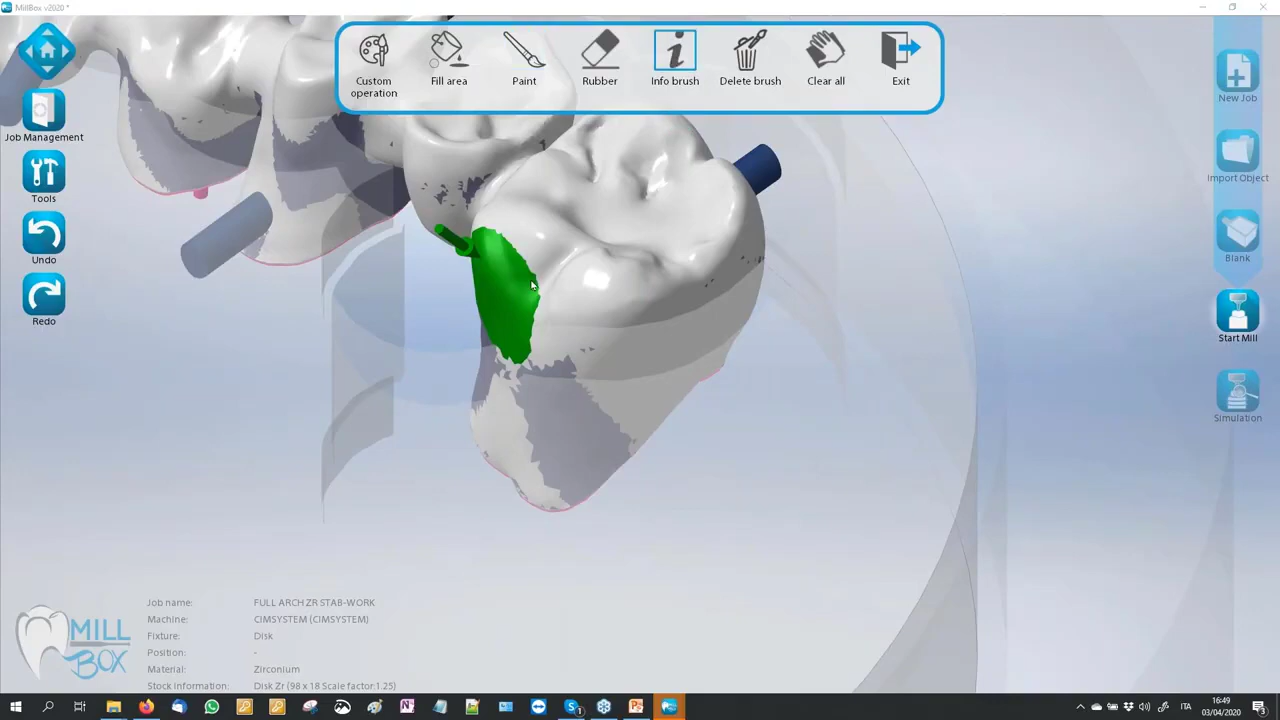 MillBox v2020 *
Custom operation
Fill area
Paint
Rubber
Info brush
Delete brush
Clear all
Exit
Job Management
Tools
Undo
Redo
New Job
Import Object
Blank
Start Mill
Simulation
MILL
BOX
Job name: FULL ARCH ZR STAB-WORK
Machine: CIMSYSTEM (CIMSYSTEM)
Fixture: Disk
Position: -
Material: Zirconium
Stock Information: Disk Zr (98 x 18 Scale factor:1.25)
ITA
16:49
03/04/2020